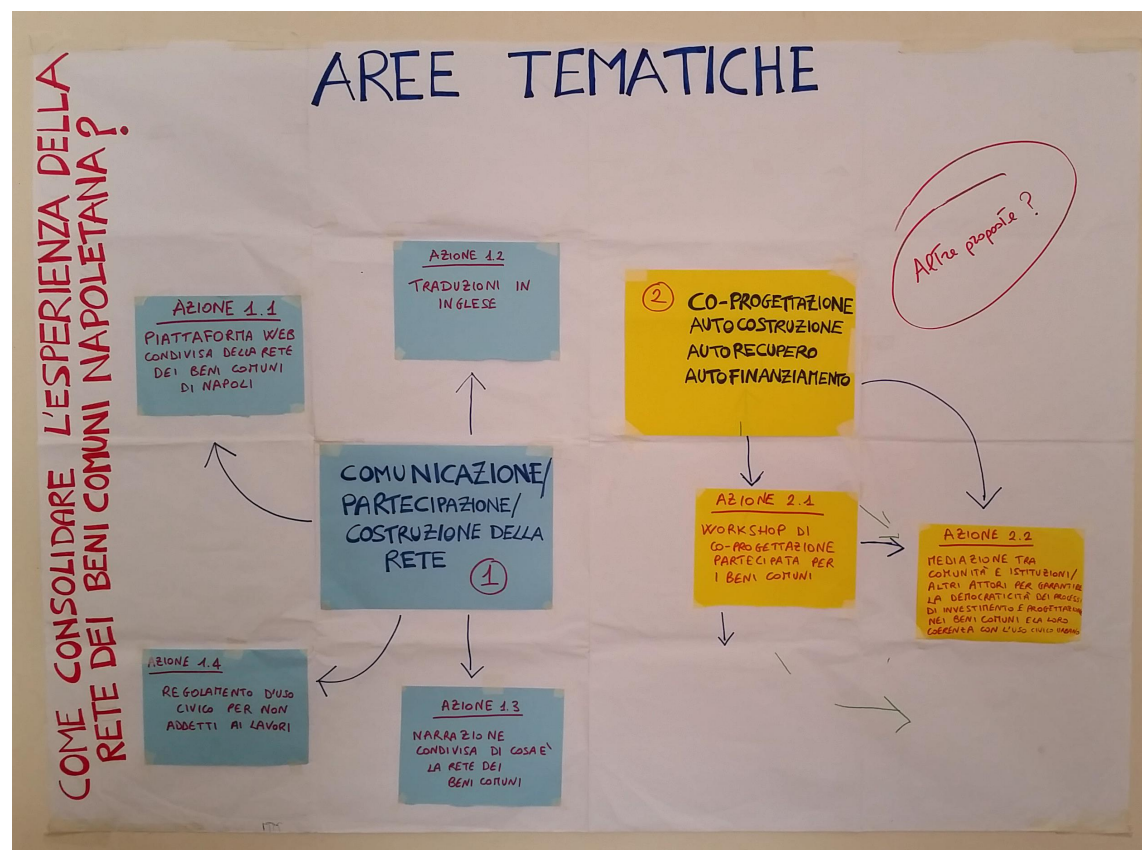 AREE TEMATICHE
COME CONSOLIDARE L'ESPERIENZA DELLA
RETE DEI BENI COMUNI NAPOLETANA?
Altre proposte?
AZIONE 1.1
PIATTAFORMA WEB
CONDIVISA DELLA RETE
DEI BENI COMUNI
DI NAPOLI
AZIONE 1.2
TRADUZIONI IN
INGLESE
COMUNICAZIONE/
PARTECIPAZIONE/
COSTRUZIONE DELLA
RETE
1
AZIONE 1.4
REGOLAMENTO D'USO
CIVICO PER NON
ADDETTI AI LAVORI
AZIONE 1.3
NARRAZIONE
CONDIVISA DI COSA È
LA RETE DEI
BENI COMUNI
2 CO-PROGETTAZIONE
AUTOCOSTRUZIONE
AUTORECUPERO
AUTOFINANZIAMENTO
AZIONE 2.1
WORKSHOP DI
CO-PROGETTAZIONE
PARTECIPATA PER
I BENI COMUNI
AZIONE 2.2
MEDIAZIONE TRA
COMUNITÀ E ISTITUZIONI/
ALTRI ATTORI PER GARANTIRE
LA DEMOCRATICITÀ DEI PROCESSI
DI INVESTIMENTO E PROGETTAZIONE
NEI BENI COMUNI E LA LORO
COERENZA CON L'USO CIVICO URBANO